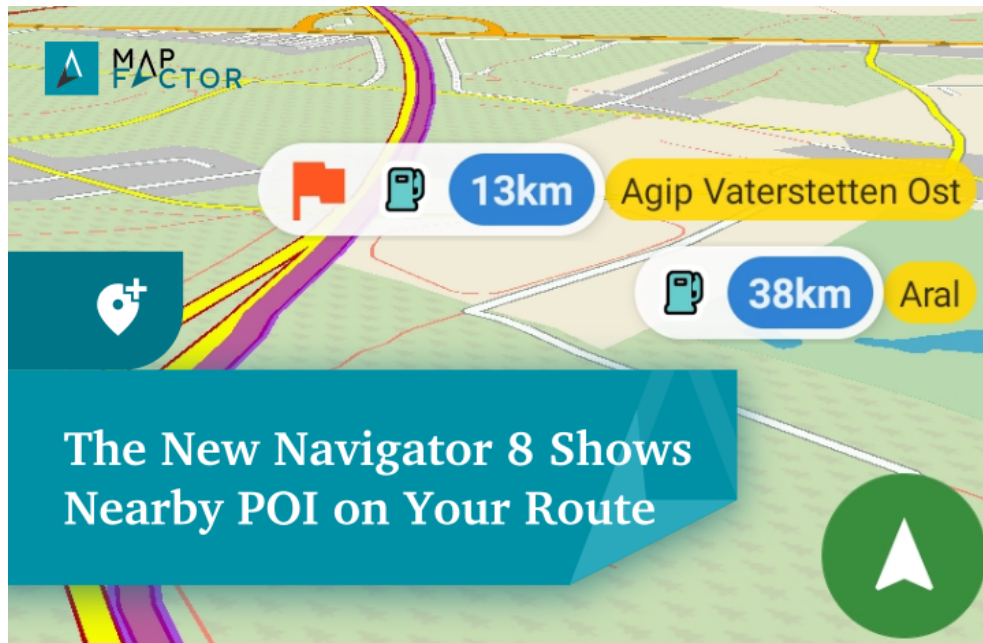 MAP
FACTOR
13km Agip Vaterstetten Ost
38km Aral
The New Navigator 8 Shows
Nearby POI on Your Route